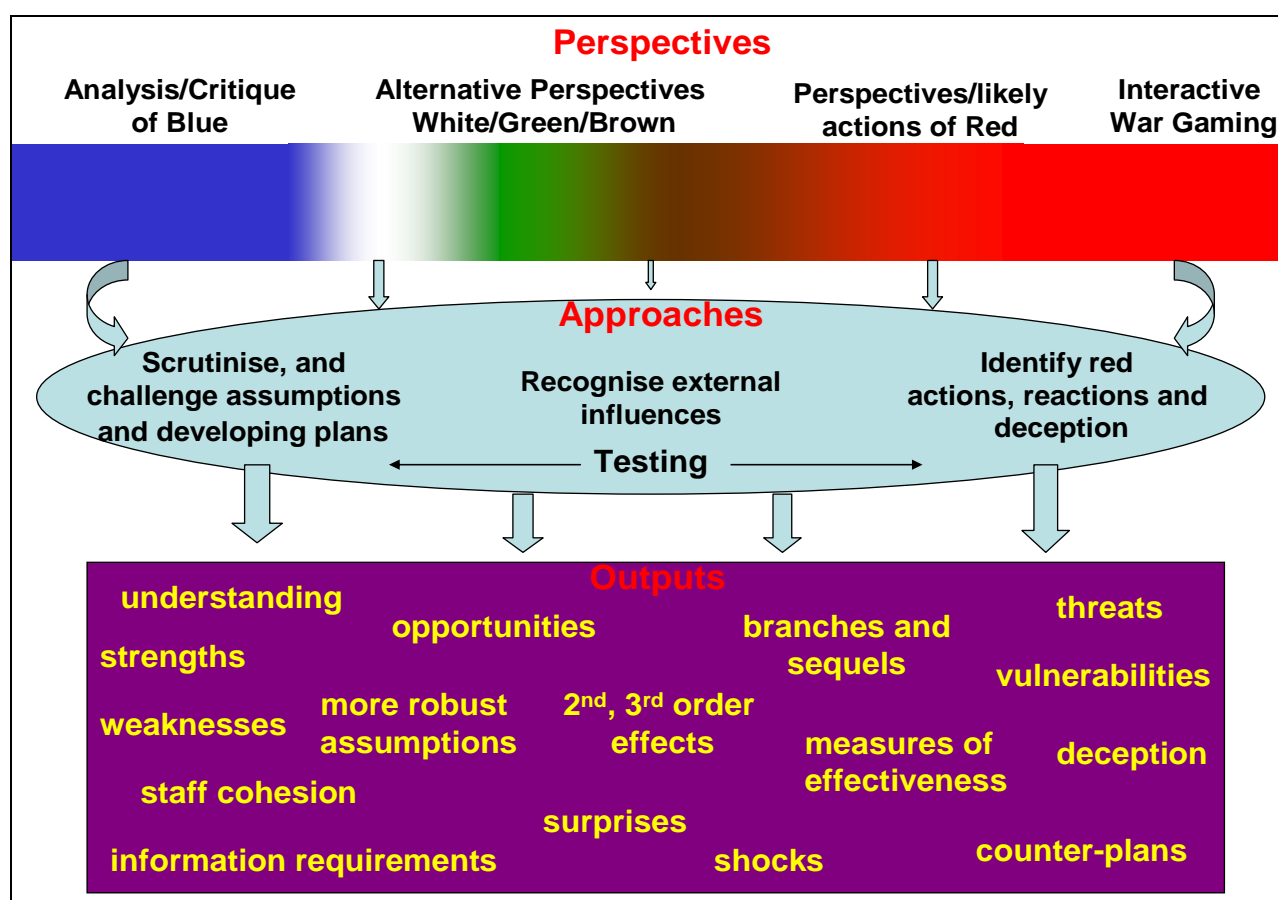 Perspectives
Analysis/Critique
of Blue
Alternative Perspectives
White/Green/Brown
Perspectives/likely
actions of Red
Interactive
War Gaming
Approaches
Scrutinise, and
challenge assumptions
and developing plans
Recognise external
influences
Identify red
actions, reactions and
deception
Testing
Outputs
understanding
opportunities
branches and
sequels
threats
strengths
vulnerabilities
weaknesses
more robust
assumptions
2nd, 3rd order
effects
measures of
effectiveness
deception
staff cohesion
surprises
information requirements
shocks
counter-plans